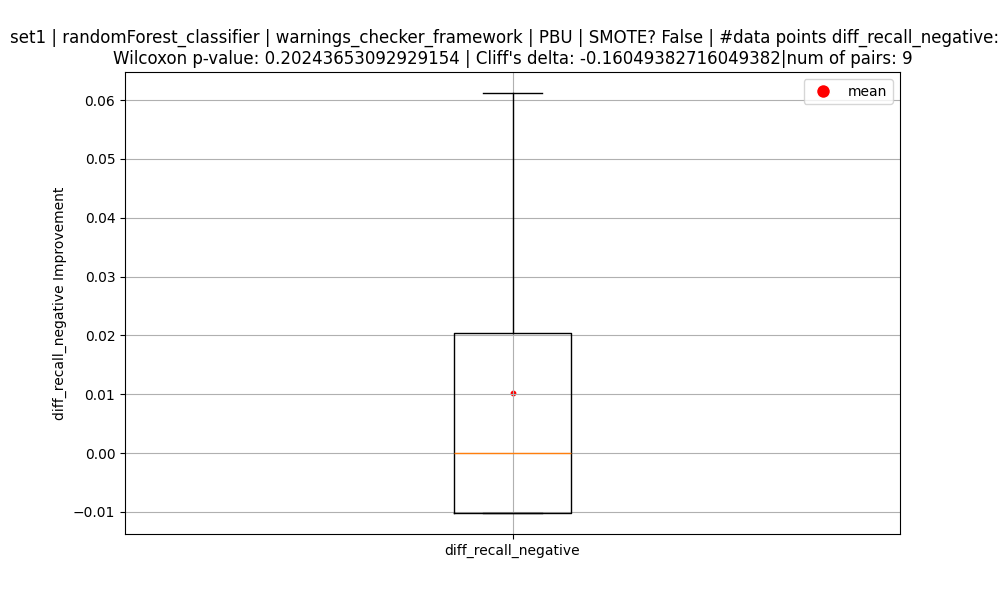 set1 | randomForest_classifier | warnings_checker_framework | PBU | SMOTE? False | #data points diff_recall_negative:
Wilcoxon p-value: 0.20243653092929154 | Cliff's delta: -0.16049382716049382|num of pairs: 9
mean
0.06
0.05
0.04
0.03
0.02
0.01
0.00
−0.01
diff_recall_negative Improvement
diff_recall_negative